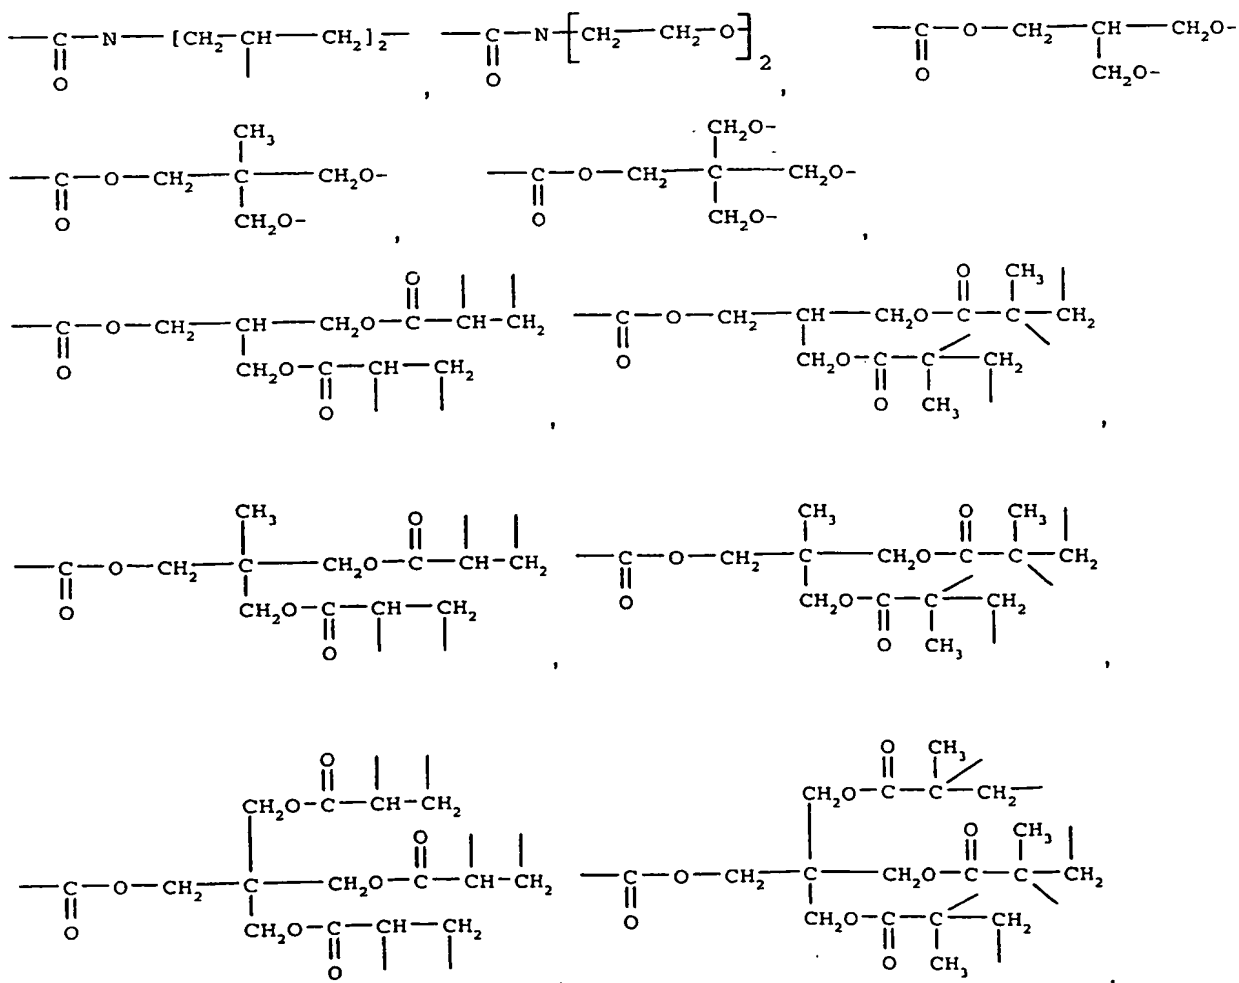 —C—N—[CH2—CH—CH2]2— , —C—N—[CH2—CH2—O—]2 , —C—O—CH2—CH—CH2O—
O O O CH2O—
CH3 CH2O—
—C—O—CH2—C—CH2O— —C—O—CH2—C—CH2O—
O CH2O— , O CH2O— ,
O O CH3
—C—O—CH2—CH—CH2O—C—CH—CH2 —C—O—CH2—CH—CH2O—C—C—CH2
O CH2O—C—CH—CH2 O CH2O—C—C—CH2
O , O CH3 ,
CH3 O CH3 O CH3
—C—O—CH2—C—CH2O—C—CH—CH2 —C—O—CH2—C—CH2O—C—C—CH2
O CH2O—C—CH—CH2 O CH2O—C—C—CH2
O , O CH3 ,
O O CH3
CH2O—C—CH—CH2 CH2O—C—C—CH2—
O O CH3
—C—O—CH2—C—CH2O—C—CH—CH2 —C—O—CH2—C—CH2O—C—C—CH2
O CH2O—C—CH—CH2 O CH2O—C—C—CH2
O , O CH3 ,